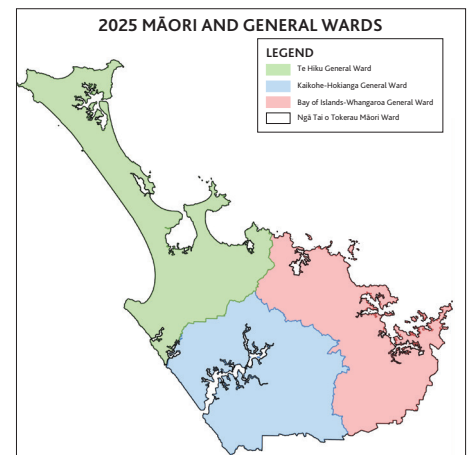 2025 MĀORI AND GENERAL WARDS
LEGEND
Te Hiku General Ward
Kaikohe-Hokianga General Ward
Bay of Islands-Whangaroa General Ward
Ngā Tai o Tokerau Māori Ward